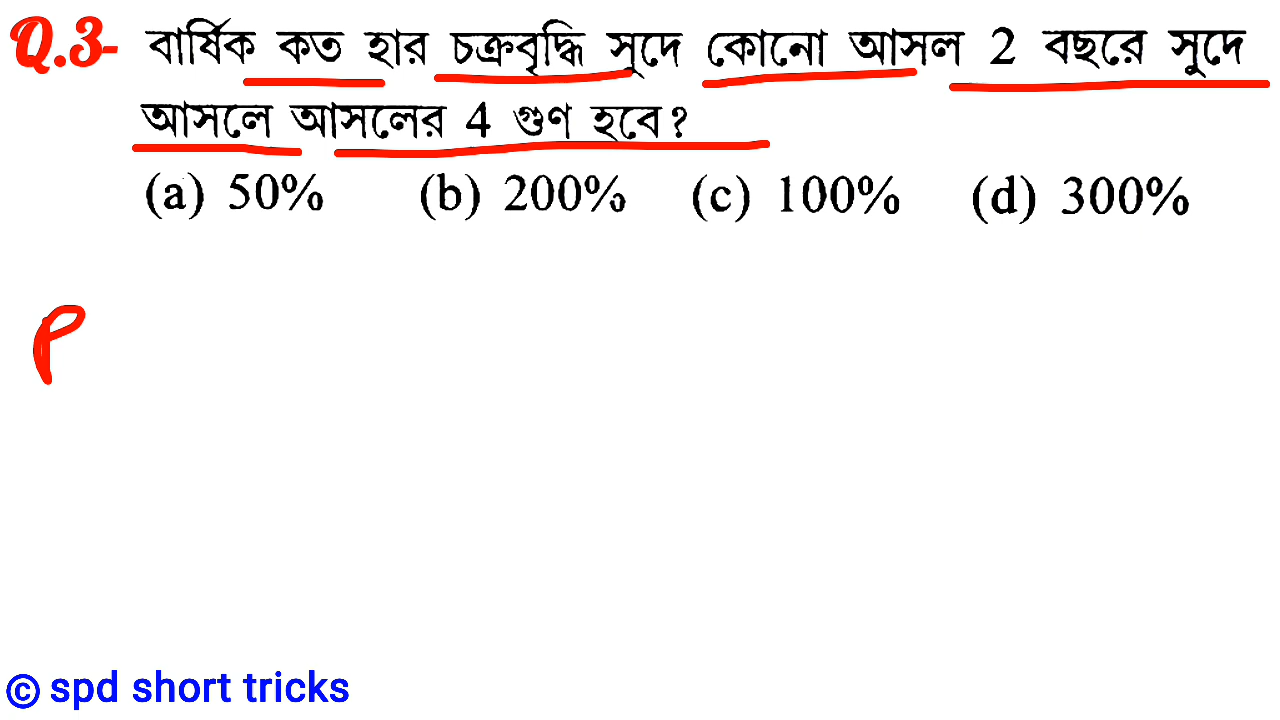 Q.3- বার্ষিক কত হার চক্রবৃদ্ধি সুদে কোনো আসল 2 বছরে সুদে
আসলে আসলের 4 গুণ হবে?
(a) 50% (b) 200% (c) 100% (d) 300%
P
© spd short tricks